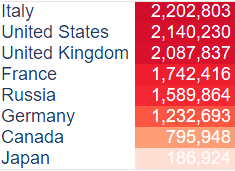 Italy 2,202,803
United States 2,140,230
United Kingdom 2,087,837
France 1,742,416
Russia 1,589,864
Germany 1,232,693
Canada 795,948
Japan 186,924